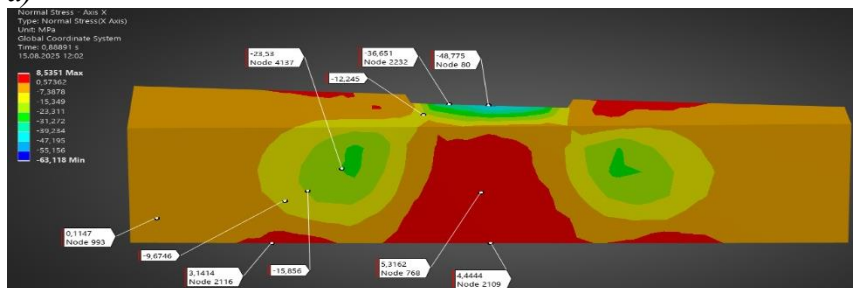 a)
Normal Stress - Axis X
Type: Normal Stress(X Axis)
Unit: MPa
Global Coordinate System
Time: 0,88891 s
15.08.2025 12:02
8,5351 Max
0,57362
-7,3878
-15,349
-23,311
-31,272
-39,234
-47,195
-55,156
-63,118 Min
-23,53
Node 4137
-36,651
Node 2232
-48,775
Node 80
-12,245
0,1147
Node 993
-9,6746
3,1414
Node 2116
-15,856
5,3162
Node 768
4,4444
Node 2109